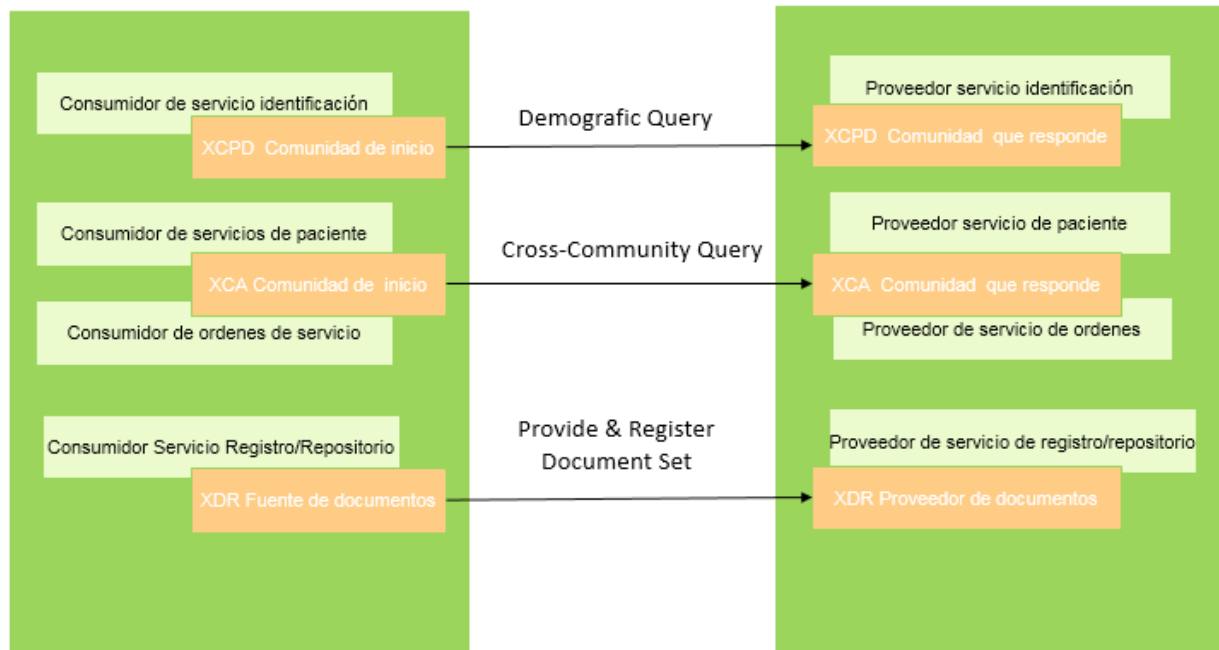 Consumidor de servicio identificación
XCPD  Comunidad de inicio
Demografic Query
Proveedor servicio identificación
XCPD  Comunidad  que responde
Consumidor de servicios de paciente
XCA Comunidad de  inicio
Consumidor de ordenes de servicio
Cross-Community Query
Proveedor servicio de paciente
XCA  Comunidad  que responde
Proveedor de servicio de ordenes
Consumidor Servicio Registro/Repositorio
XDR Fuente de documentos
Provide & Register
Document Set
Proveedor de servicio de registro/repositorio
XDR Proveedor de documentos